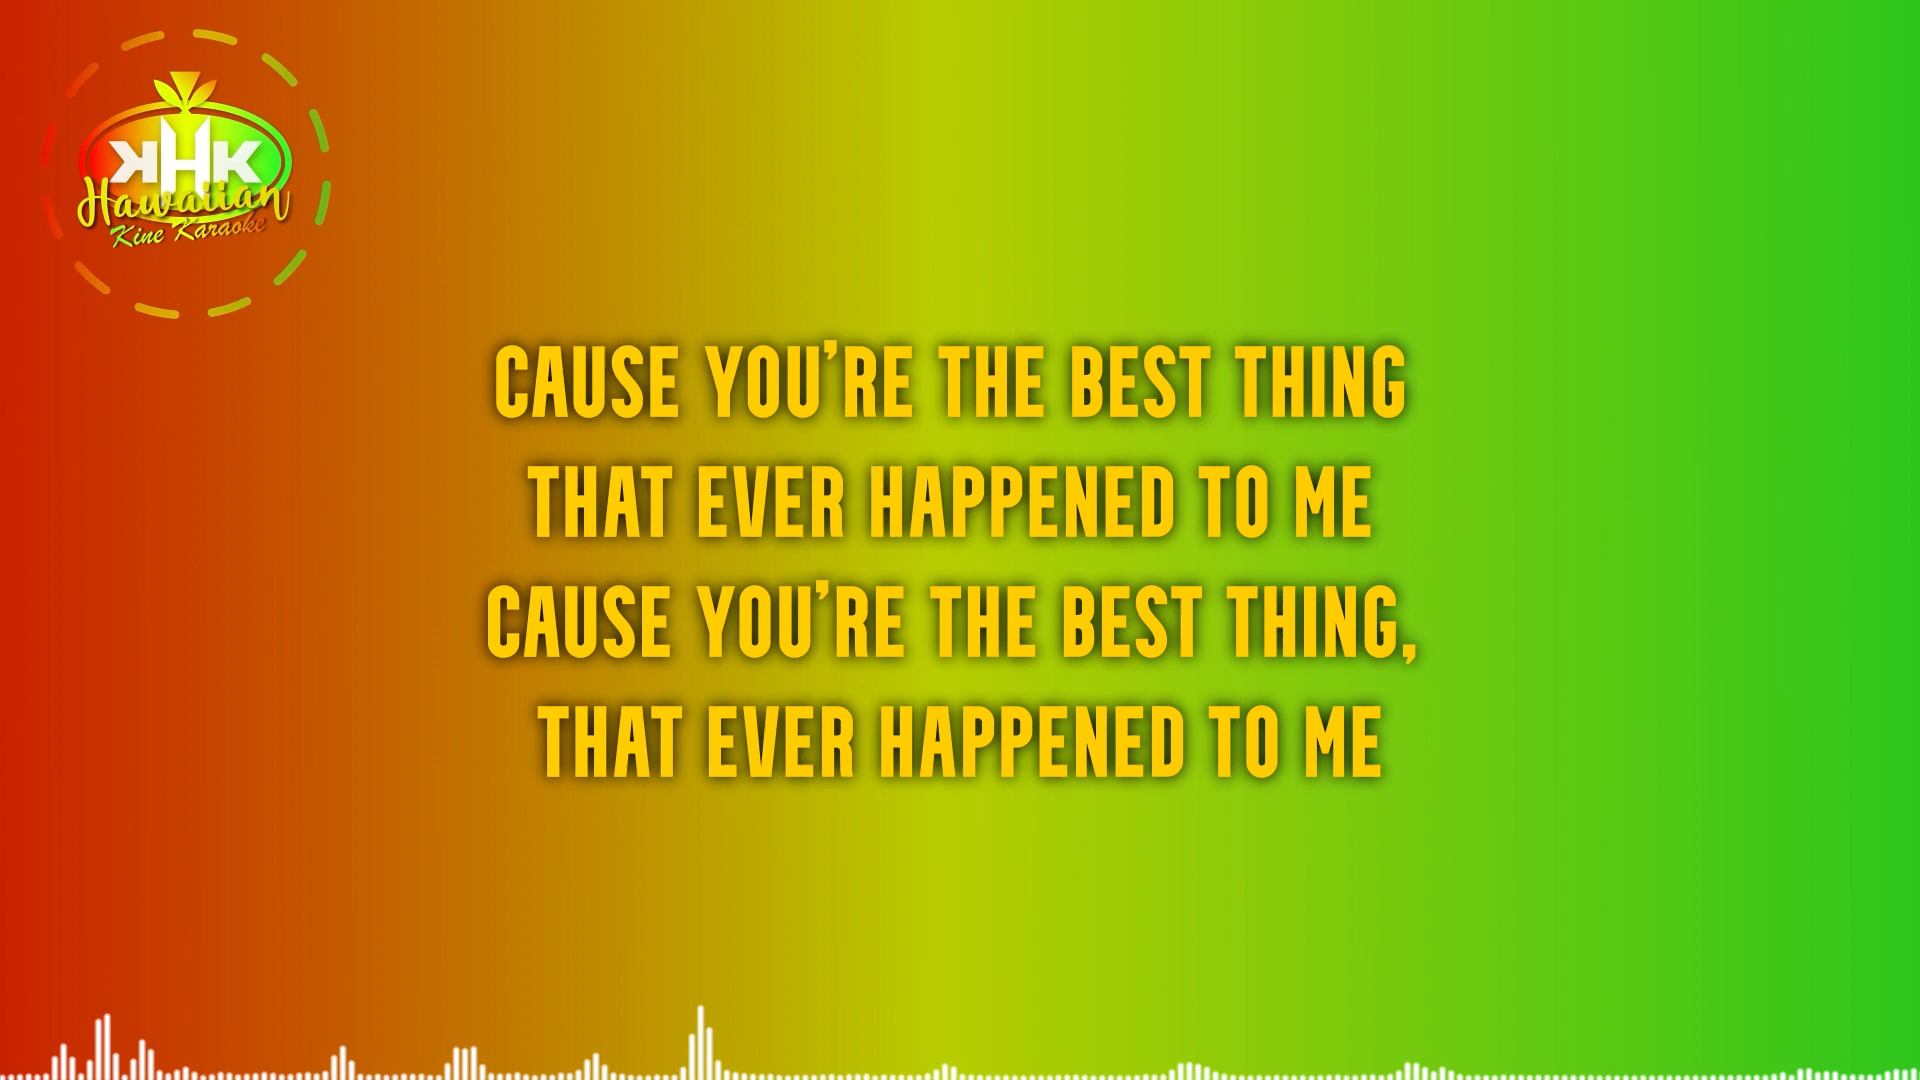 KHK
Hawaiian
Kine Karaoke
CAUSE YOU'RE THE BEST THING
THAT EVER HAPPENED TO ME
CAUSE YOU'RE THE BEST THING,
THAT EVER HAPPENED TO ME